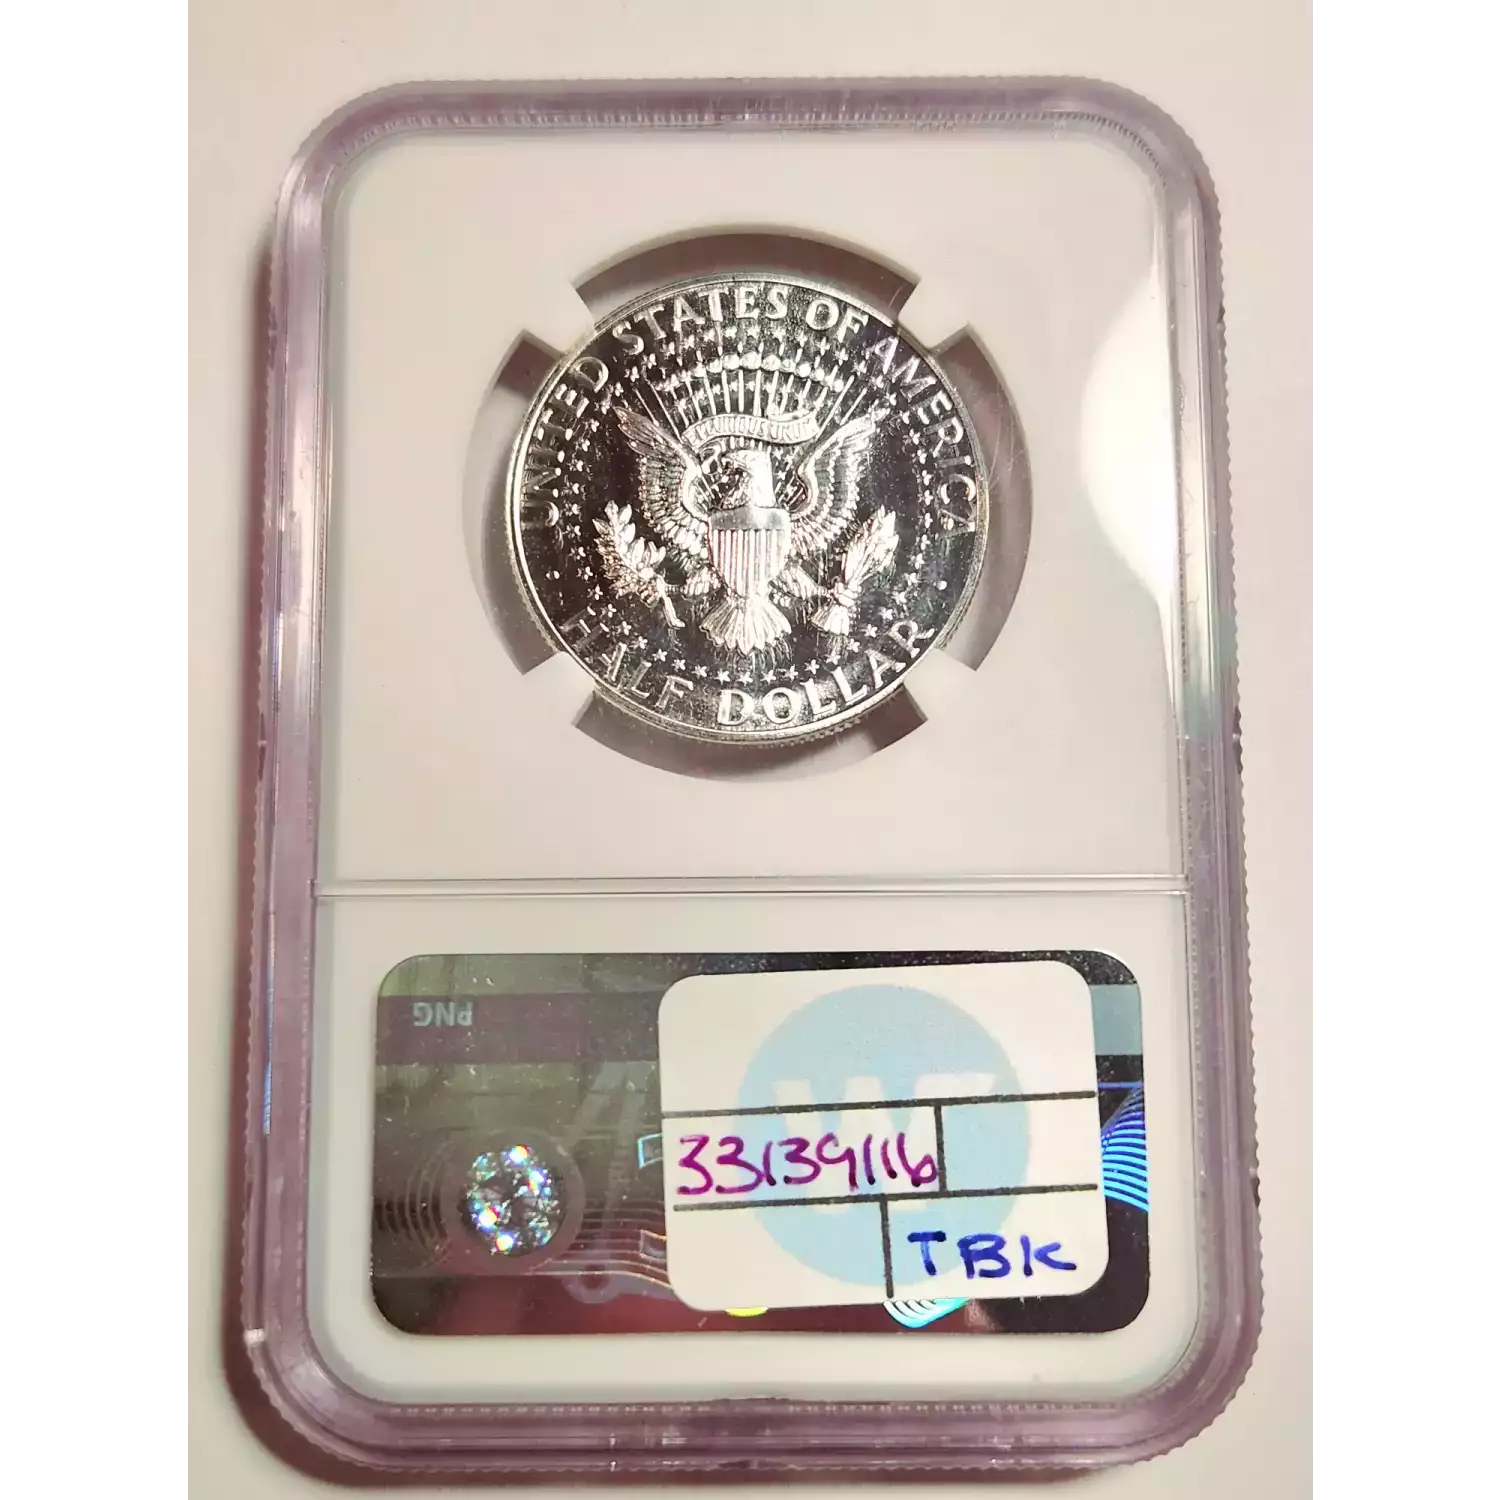 UNITED STATES OF AMERICA
E PLURIBUS UNUM
HALF DOLLAR
PNG
33139116
TBK